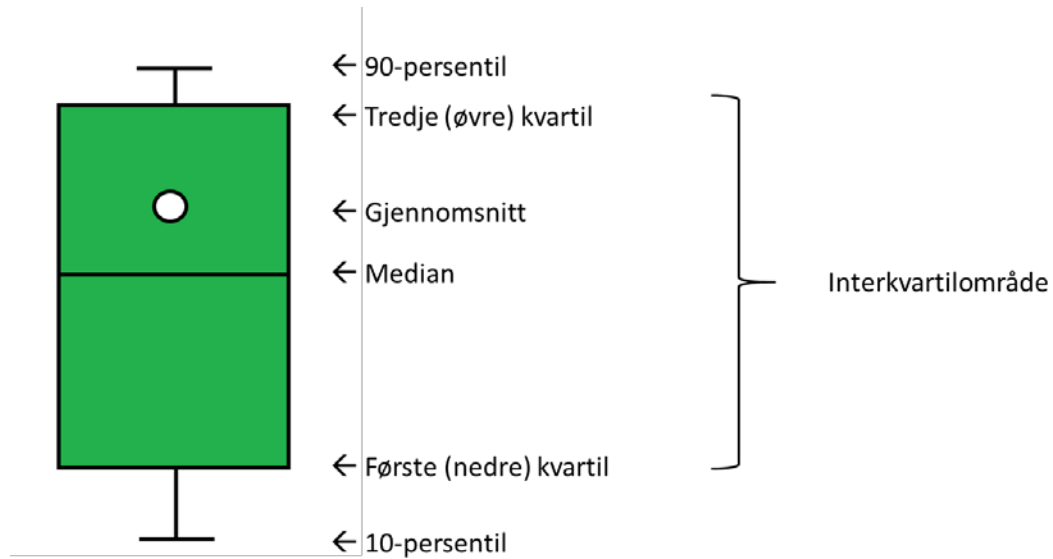 ← 90-persentil
← Tredje (øvre) kvartil
← Gjennomsnitt
← Median
Interkvartilområde
← Første (nedre) kvartil
← 10-persentil